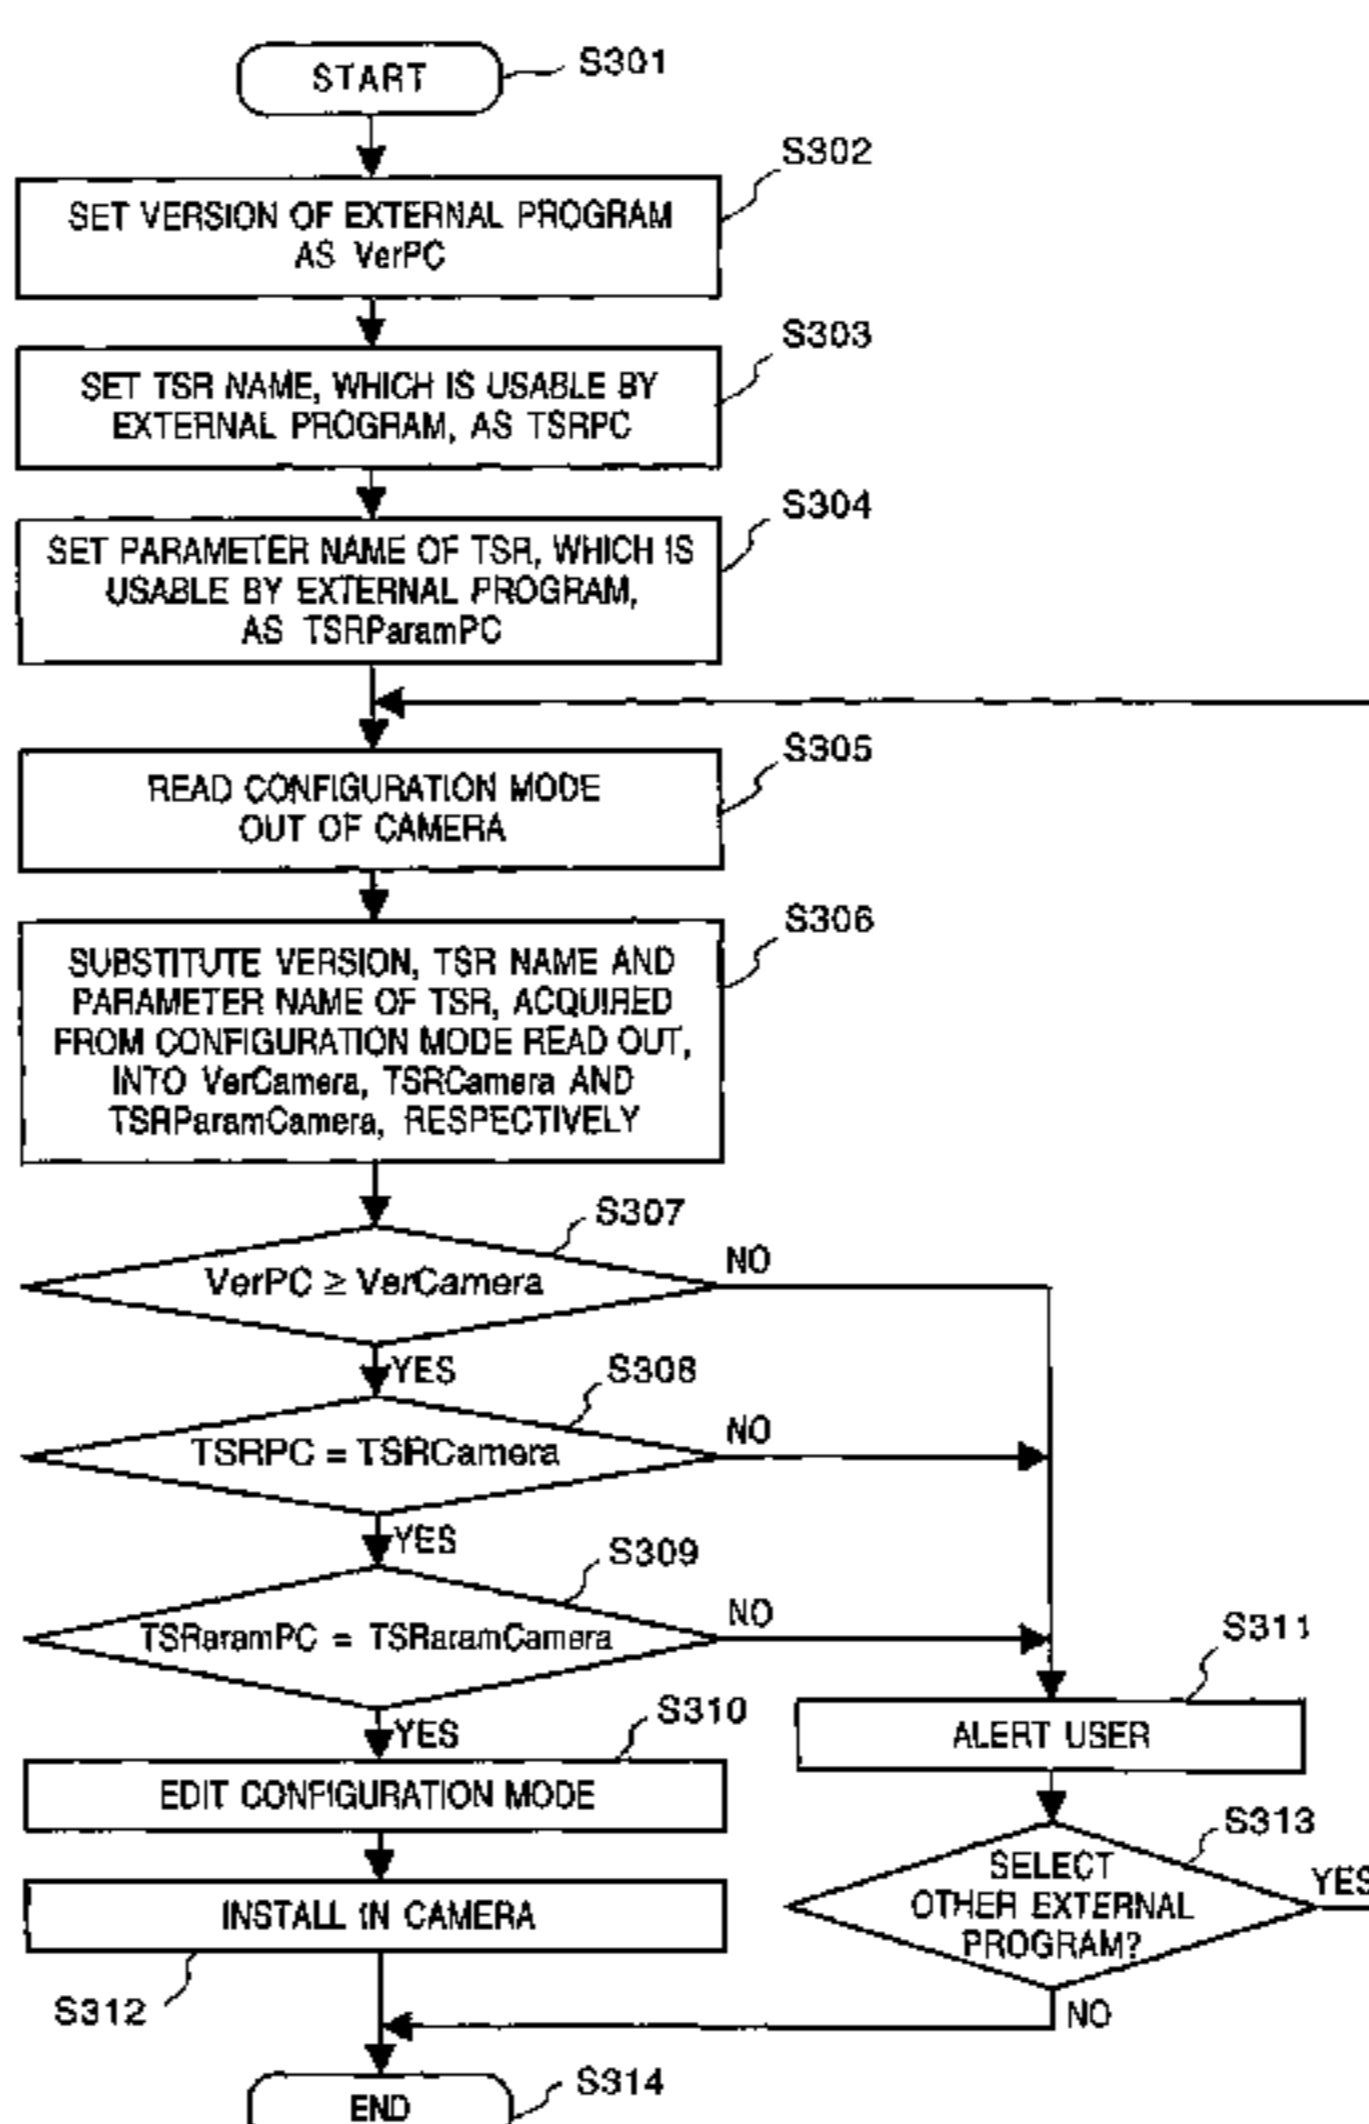 START
S301
S302
SET VERSION OF EXTERNAL PROGRAM
AS VerPC
S303
SET TSR NAME, WHICH IS USABLE BY
EXTERNAL PROGRAM, AS TSRPC
S304
SET PARAMETER NAME OF TSR, WHICH IS
USABLE BY EXTERNAL PROGRAM,
AS TSRParamPC
S305
READ CONFIGURATION MODE
OUT OF CAMERA
S306
SUBSTITUTE VERSION, TSR NAME AND
PARAMETER NAME OF TSR, ACQUIRED
FROM CONFIGURATION MODE READ OUT,
INTO VerCamera, TSRCamera AND
TSRParamCamera, RESPECTIVELY
S307
VerPC ≥ VerCamera
NO
YES
S308
TSRPC = TSRCamera
NO
YES
S309
TSRaramPC = TSRaramCamera
NO
YES
S310
EDIT CONFIGURATION MODE
S311
ALERT USER
INSTALL IN CAMERA
S312
S313
SELECT
OTHER EXTERNAL
PROGRAM?
YES
NO
S314
END